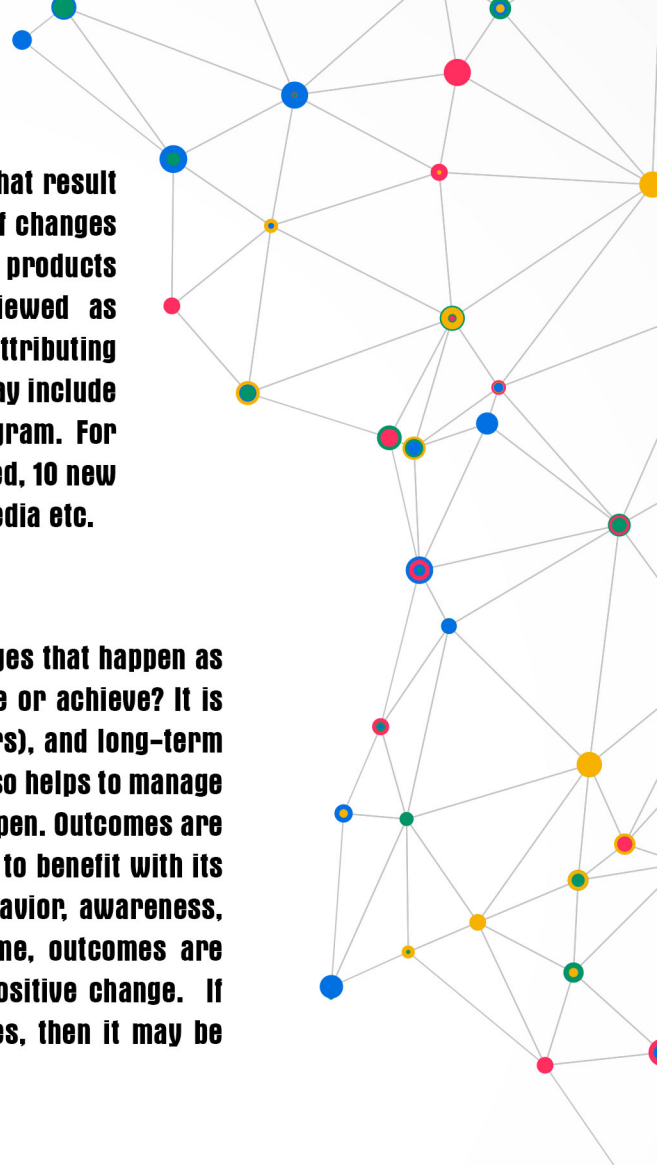 hat result
f changes
products
iewed as
ttributing
ay include
gram. For
ed, 10 new
edia etc.
ges that happen as
e or achieve? It is
rs), and long-term
so helps to manage
pen. Outcomes are
to benefit with its
avior, awareness,
me, outcomes are
ositive change. If
es, then it may be